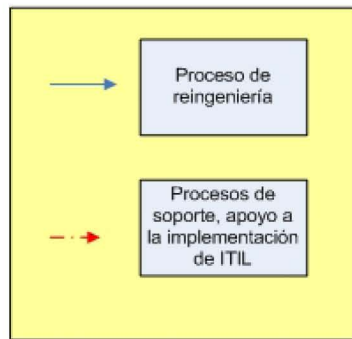 Proceso de
reingeniería
Procesos de
soporte, apoyo a
la implementación
de ITIL